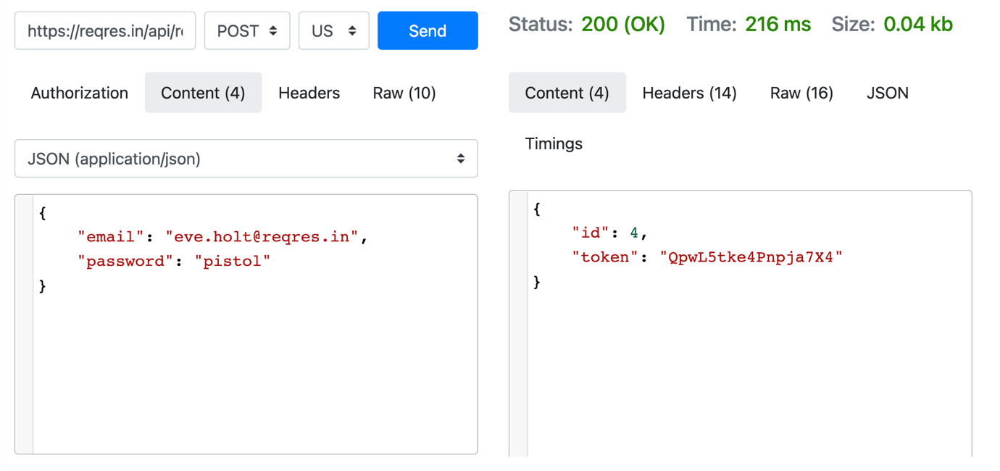 https://reqres.in/api/r
POST
US
Send
Status: 200 (OK) Time: 216 ms Size: 0.04 kb
Authorization
Content (4)
Headers
Raw (10)
Content (4)
Headers (14)
Raw (16)
JSON
Timings
JSON (application/json)
{
"email": "eve.holt@reqres.in",
"password": "pistol"
}
{
"id": 4,
"token": "QpwL5tke4Pnpja7X4"
}